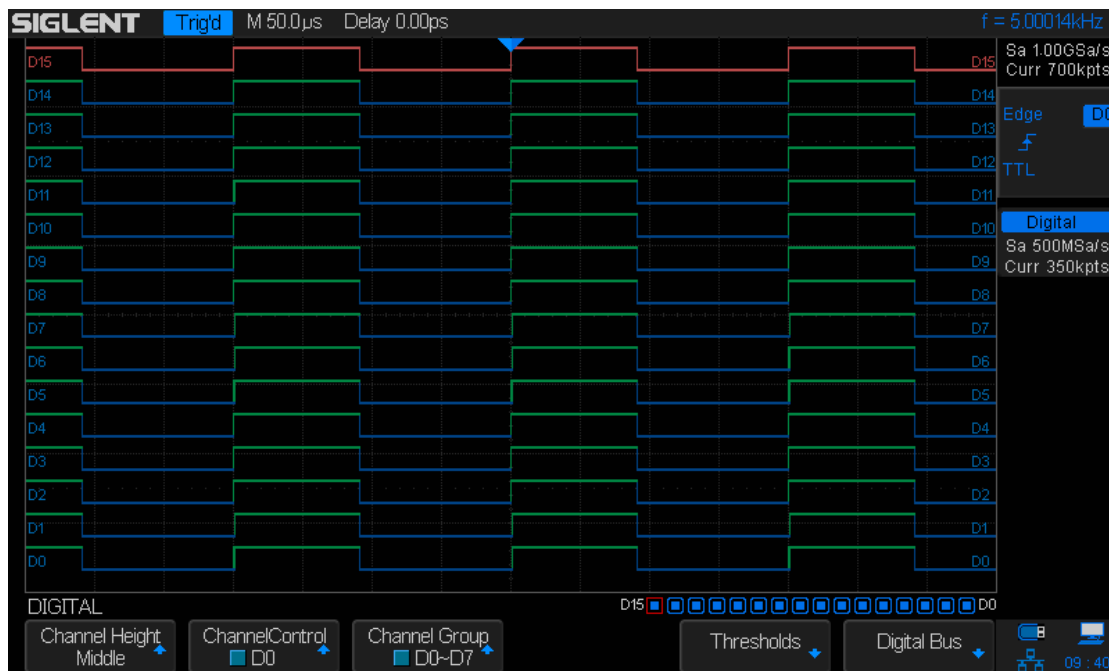 SIGLENT Trig'd M 50.0µs Delay 0.00ps f = 5.00014kHz
Sa 1.00GSa/s
Curr 700kpts
Edge D0
TTL
Digital
Sa 500MSa/s
Curr 350kpts
D15 D15
D14 D14
D13 D13
D12 D12
D11 D11
D10 D10
D9 D9
D8 D8
D7 D7
D6 D6
D5 D5
D4 D4
D3 D3
D2 D2
D1 D1
D0 D0
DIGITAL D15 D0
Channel Height
Middle
ChannelControl
D0
Channel Group
D0~D7
Thresholds
Digital Bus
09 : 40